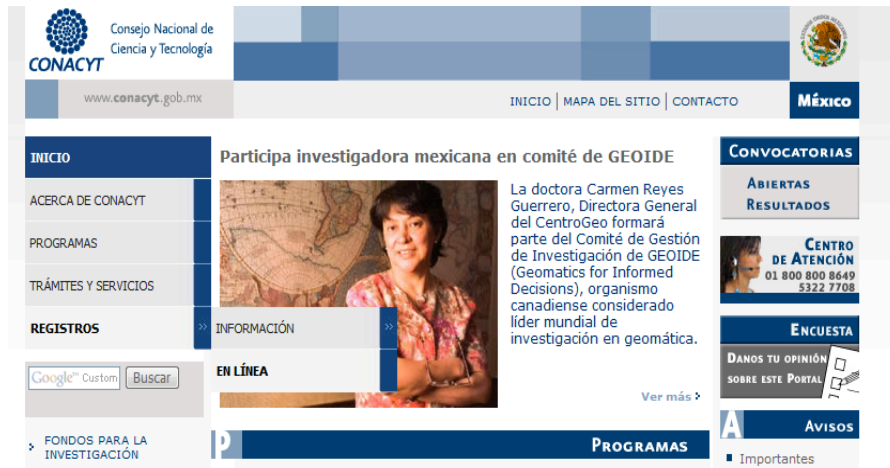 Consejo Nacional de
Ciencia y Tecnología
CONACYT
www.conacyt.gob.mx
INICIO | MAPA DEL SITIO | CONTACTO
MÉXICO
INICIO
ACERCA DE CONACYT
PROGRAMAS
TRÁMITES Y SERVICIOS
REGISTROS »
INFORMACIÓN »
EN LÍNEA
Google™ Custom
Buscar
FONDOS PARA LA
INVESTIGACIÓN
Participa investigadora mexicana en comité de GEOIDE
La doctora Carmen Reyes
Guerrero, Directora General
del CentroGeo formará
parte del Comité de Gestión
de Investigación de GEOIDE
(Geomatics for Informed
Decisions), organismo
canadiense considerado
líder mundial de
investigación en geomática.
Ver más
P
PROGRAMAS
CONVOCATORIAS
ABIERTAS
RESULTADOS
CENTRO
DE ATENCIÓN
01 800 800 8649
5322 7708
ENCUESTA
DANOS TU OPINIÓN
SOBRE ESTE PORTAL
A
AVISOS
Importantes